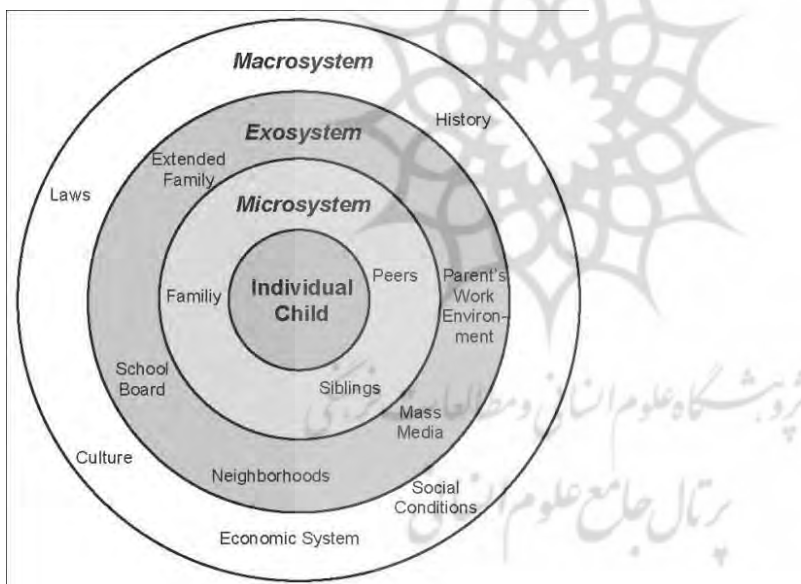 Macrosystem
History
Exosystem
Extended
Family
Laws
Microsystem
Peers
Parent's
Work
Environ-
ment
Individual
Child
Familiy
School
Board
Siblings
Mass
Media
پژوهشگاه علوم انسانی و مطالعات فرهنگی
Culture
Neighborhoods
Social
Conditions
پرتال جامع علوم انسانی
Economic System